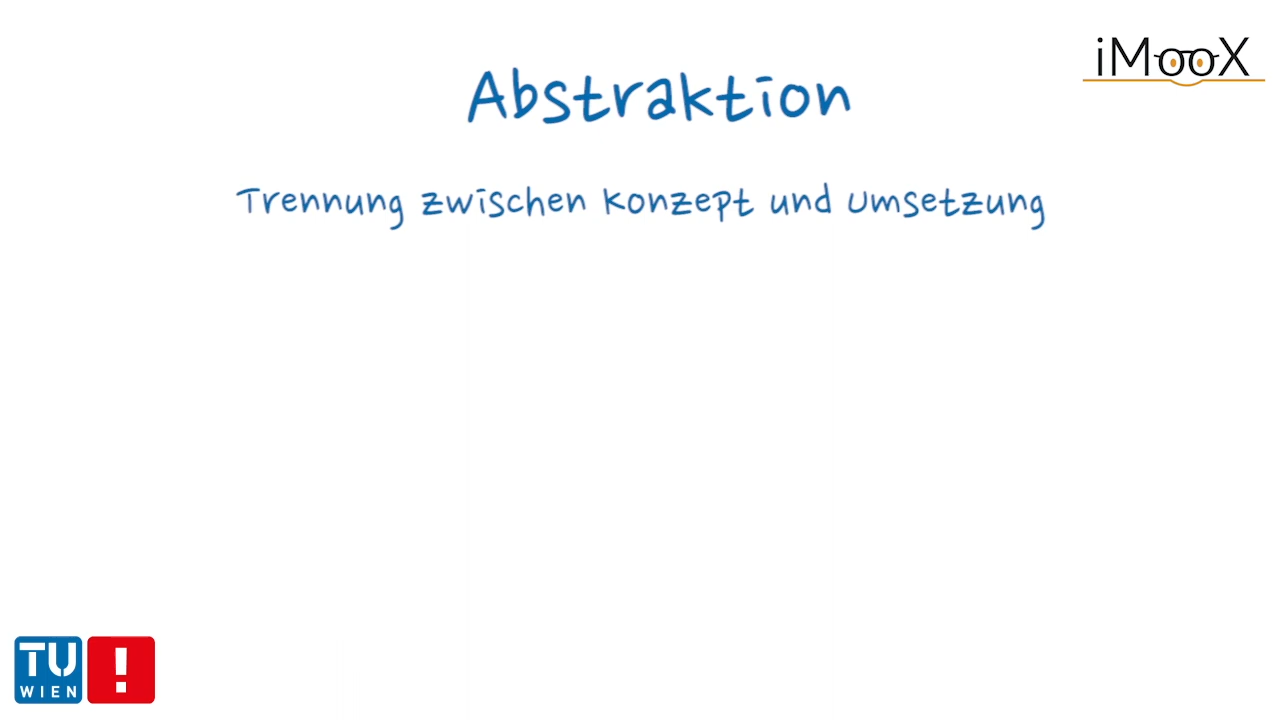 iMooX
Abstraktion
Trennung zwischen Konzept und Umsetzung
TU
WIEN
!